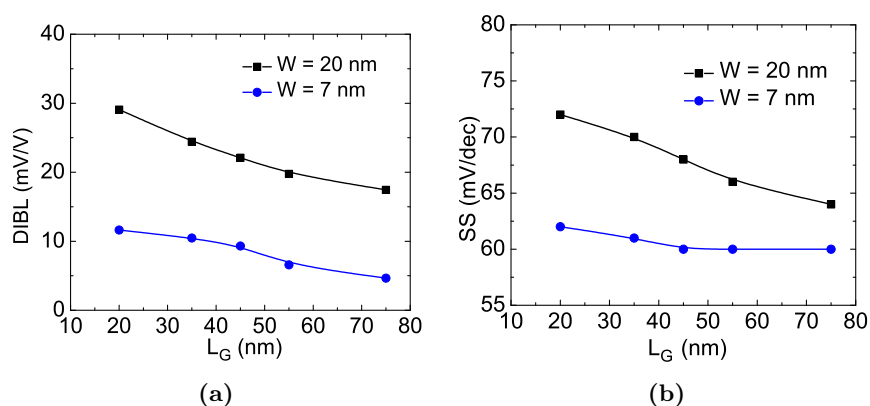 40
30
20
10
0
DIBL (mV/V)
W = 20 nm
W = 7 nm
10 20 30 40 50 60 70 80
L_G (nm)
(a)
80
75
70
65
60
55
SS (mV/dec)
W = 20 nm
W = 7 nm
10 20 30 40 50 60 70 80
L_G (nm)
(b)